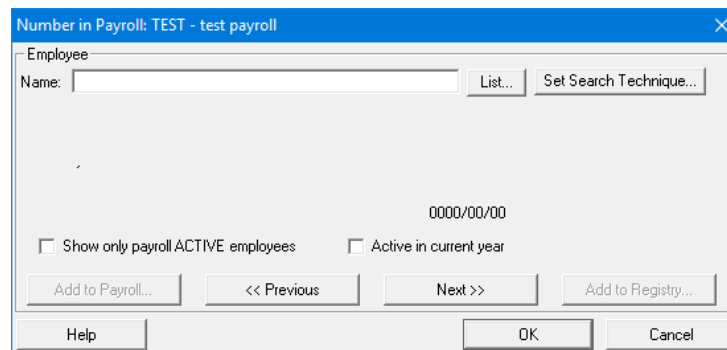 Number in Payroll: TEST - test payroll
Employee
Name: List... Set Search Technique...
0000/00/00
Show only payroll ACTIVE employees Active in current year
Add to Payroll... << Previous Next >> Add to Registry...
Help OK Cancel